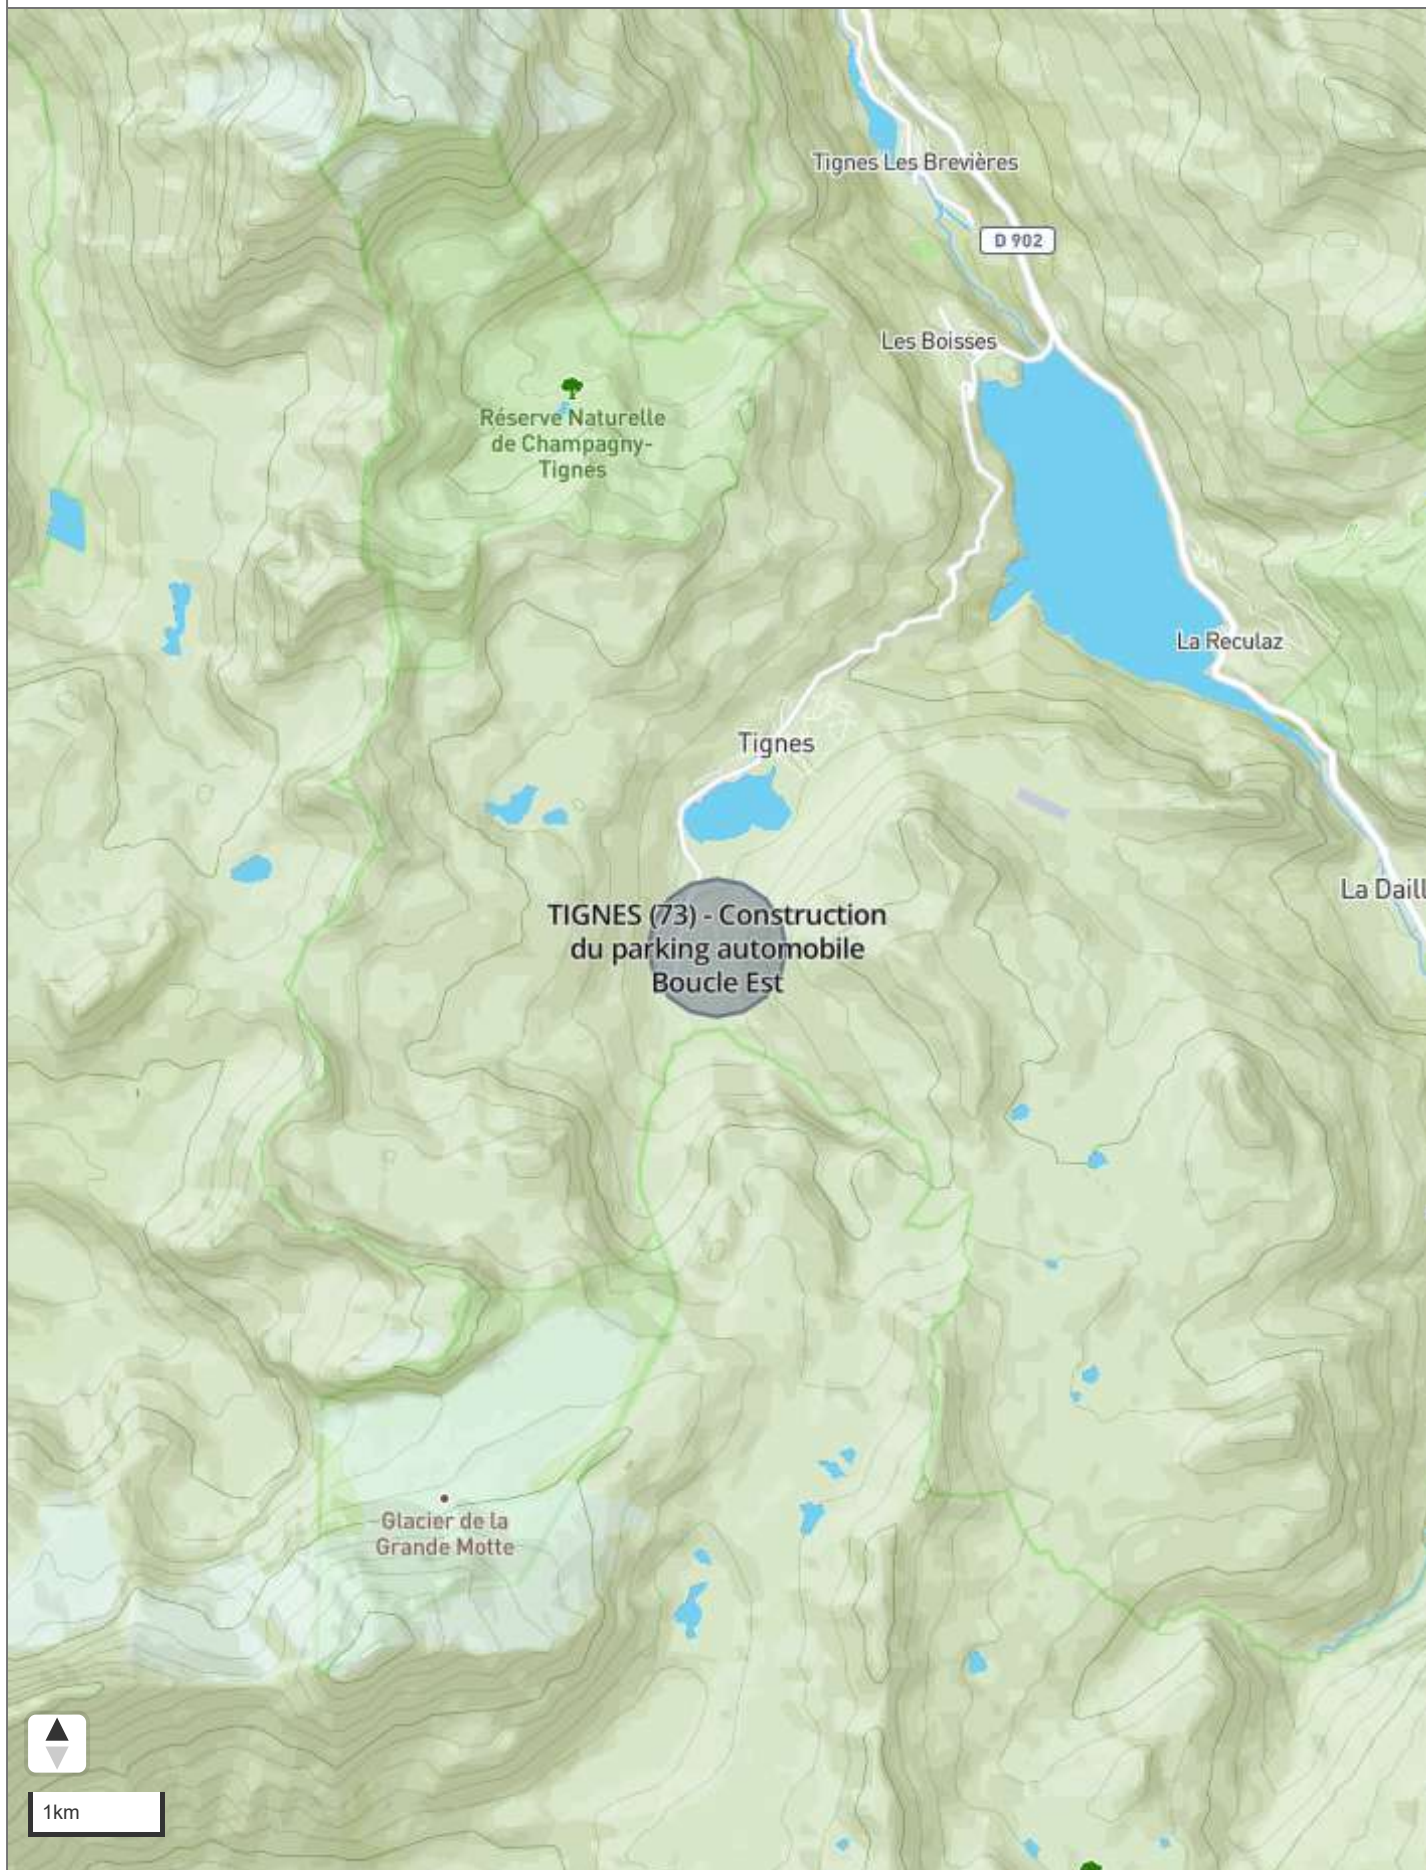 Tignes Les Brevières
D 902
Les Boisses
Réserve Naturelle
de Champagny-
Tignes
La Reculaz
Tignes
La Daill
TIGNES (73) - Construction
du parking automobile
Boucle Est
Glacier de la
Grande Motte
1km